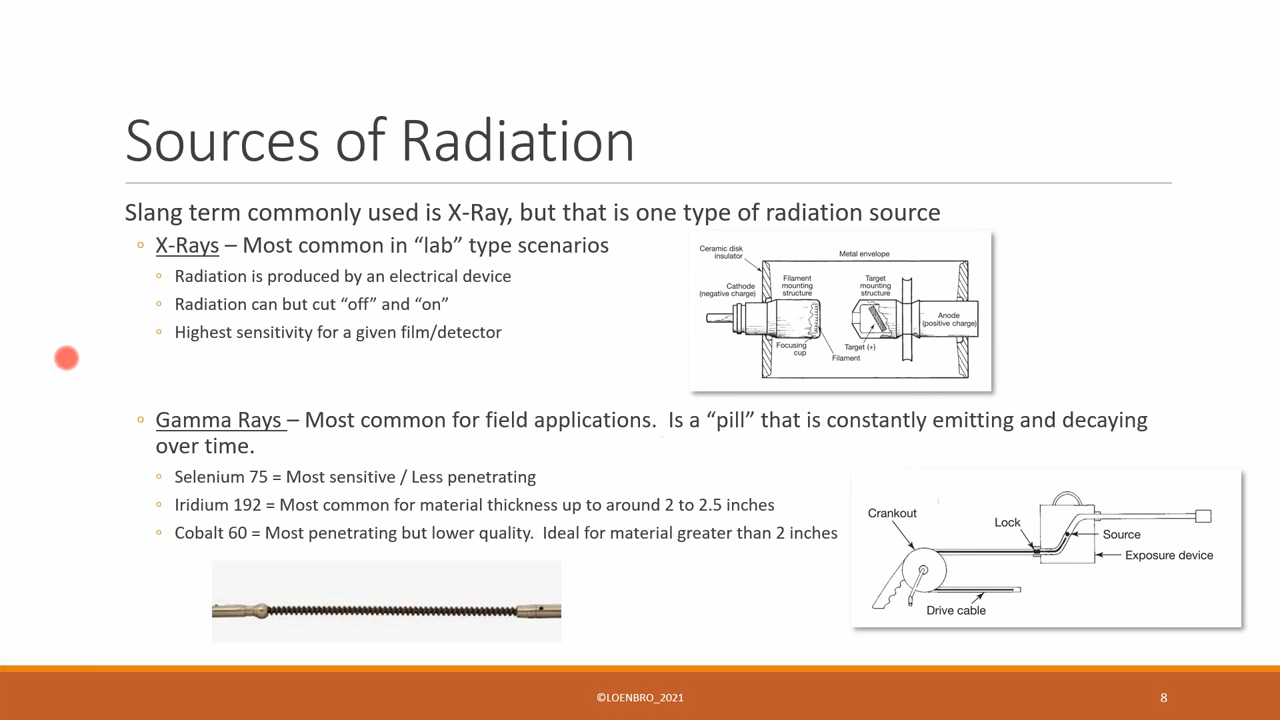 Sources of Radiation
Slang term commonly used is X-Ray, but that is one type of radiation source
◦ X-Rays – Most common in “lab” type scenarios
◦ Radiation is produced by an electrical device
◦ Radiation can but cut “off” and “on”
◦ Highest sensitivity for a given film/detector
Ceramic disk
insulator
Metal envelope
Cathode
(negative charge)
Filament
mounting
structure
Target
mounting
structure
Anode
(positive charge)
Focusing
cup
Filament
Target (+)
◦ Gamma Rays – Most common for field applications.  Is a “pill” that is constantly emitting and decaying
over time.
◦ Selenium 75 = Most sensitive / Less penetrating
◦ Iridium 192 = Most common for material thickness up to around 2 to 2.5 inches
◦ Cobalt 60 = Most penetrating but lower quality.  Ideal for material greater than 2 inches
Crankout
Lock
Source
Exposure device
Drive cable
©LOENBRO_2021
8